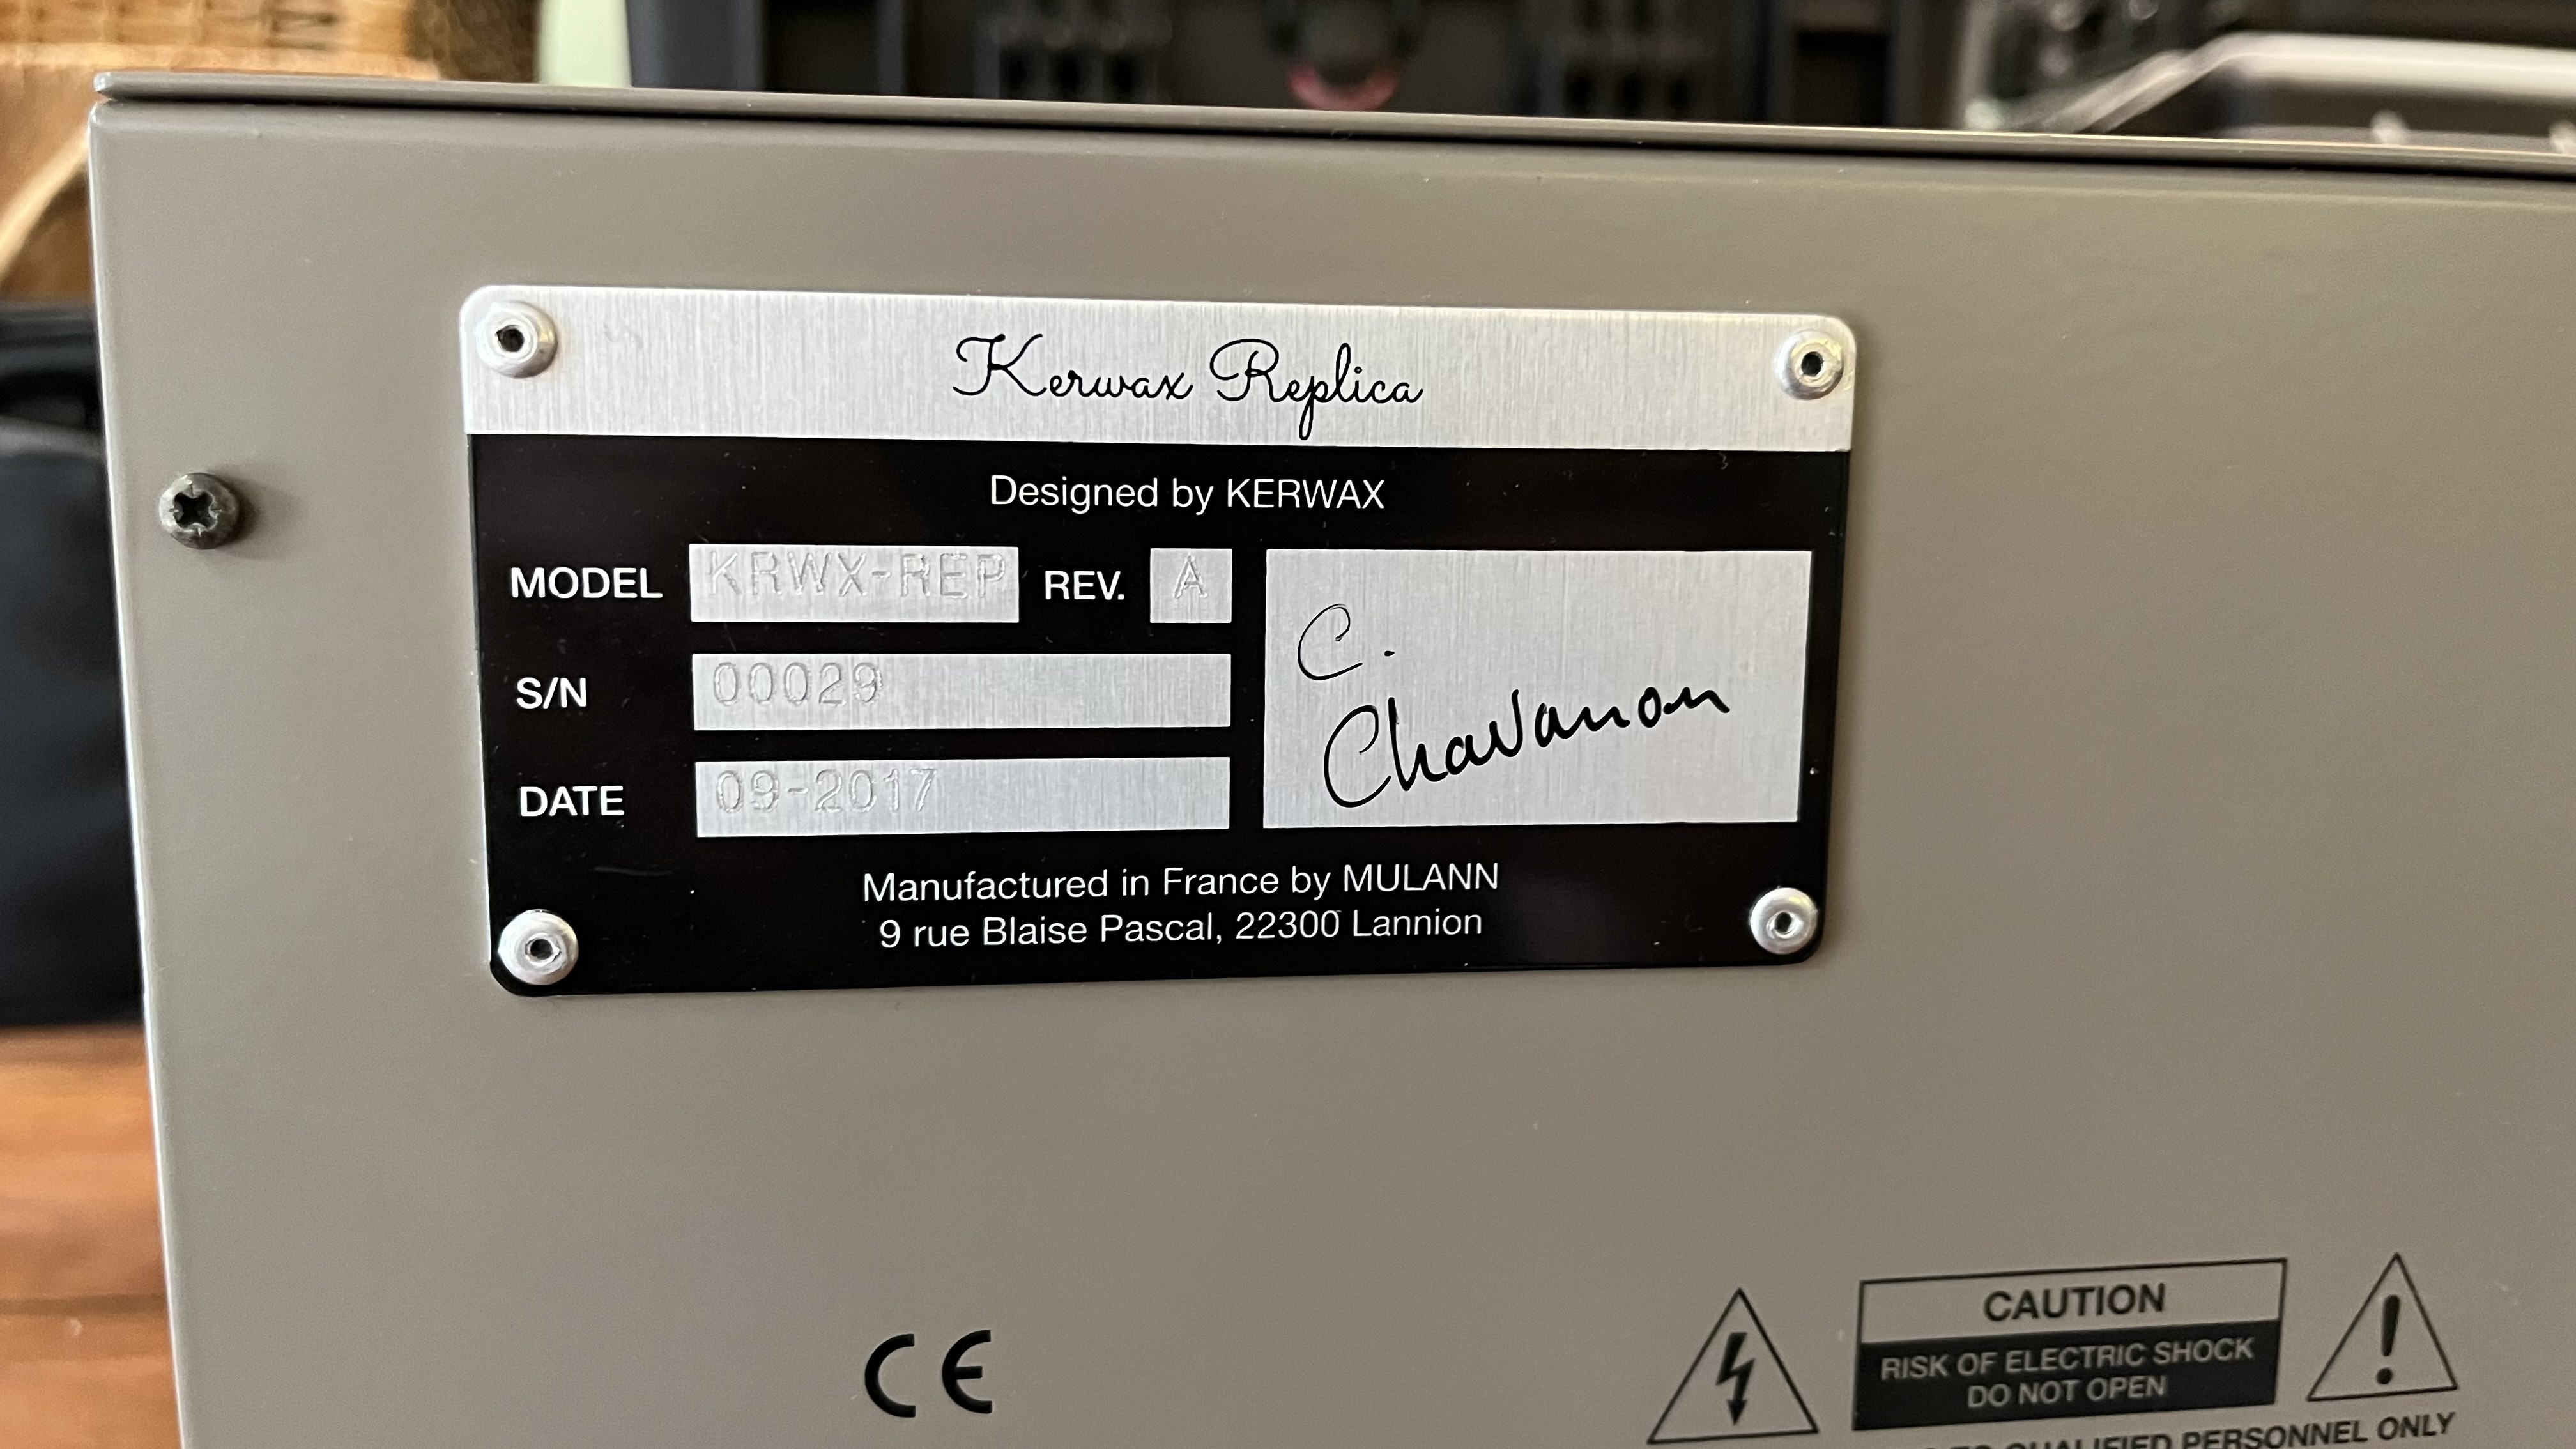 Kerwax Replica
Designed by KERWAX
MODEL KRWX-REP REV. A
S/N 00029
DATE 09-2017
C.
Chavanon
Manufactured in France by MULANN
9 rue Blaise Pascal, 22300 Lannion
CE
CAUTION
RISK OF ELECTRIC SHOCK
DO NOT OPEN
QUALIFIED PERSONNEL ONLY